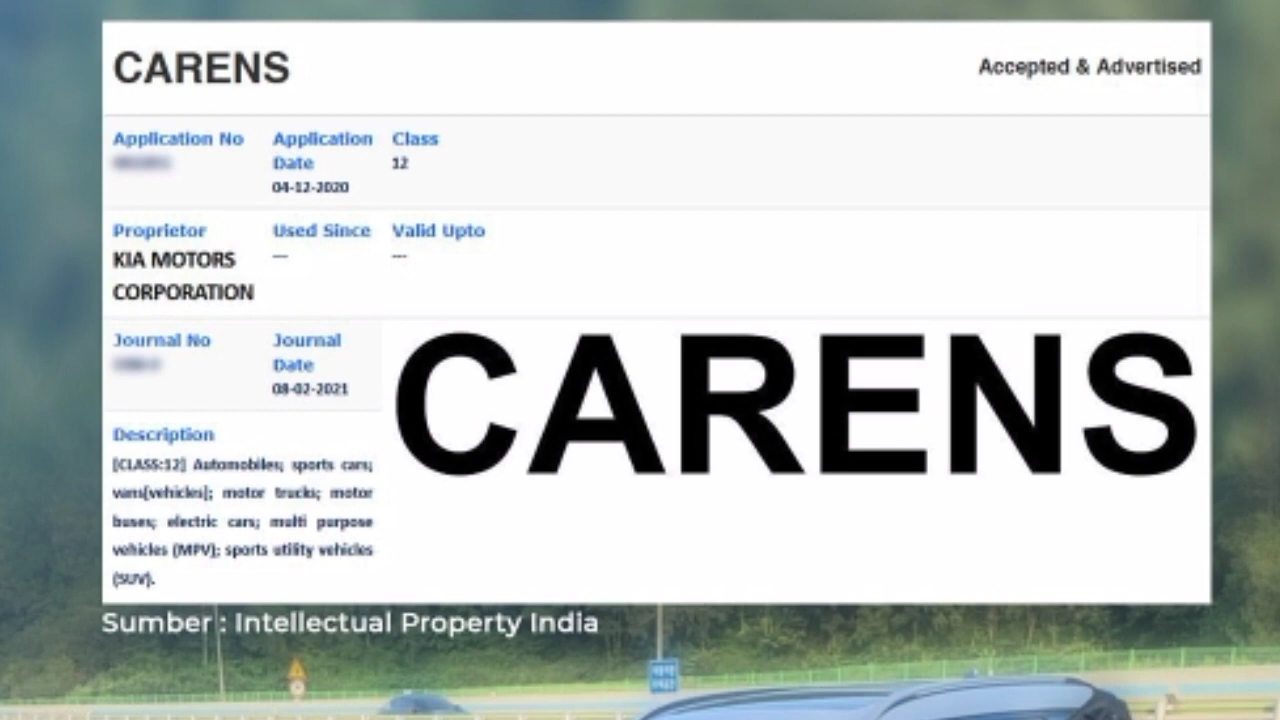 CARENS
Accepted & Advertised
Application No
Application
Date
04-12-2020
Class
12
Proprietor
KIA MOTORS
CORPORATION
Used Since
---
Valid Upto
---
Journal No
Journal
Date
08-02-2021
CARENS
Description
[CLASS:12] Automobiles; sports cars;
vans[vehicles]; motor trucks; motor
buses; electric cars; multi purpose
vehicles (MPV); sports utility vehicles
(SUV).
Sumber : Intellectual Property India